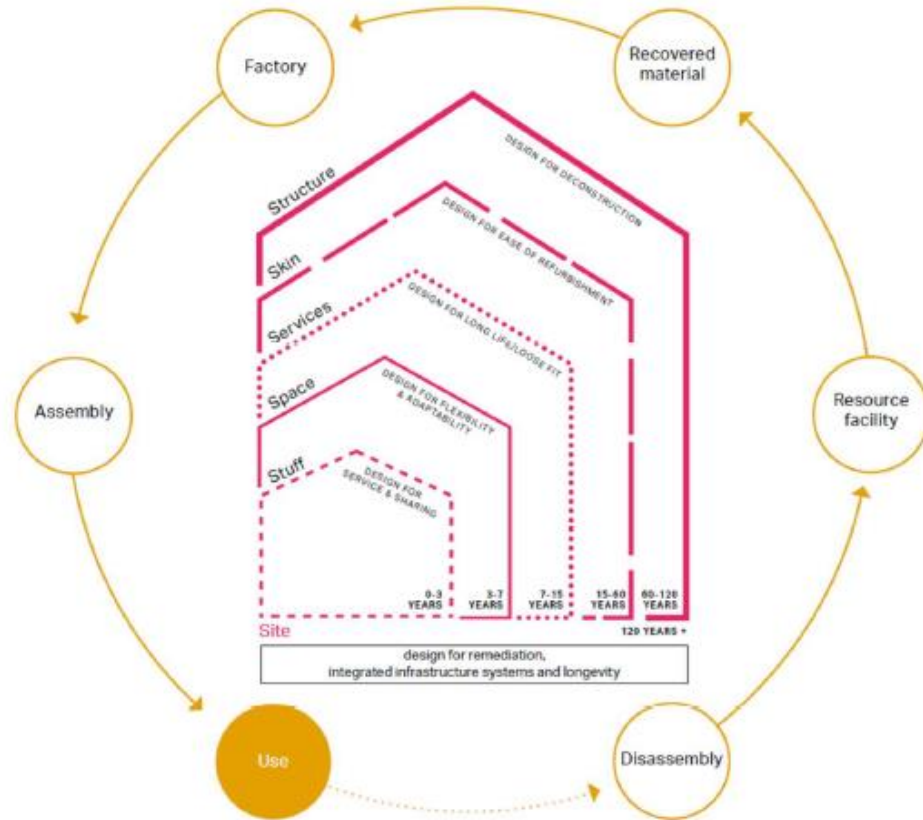 Factory
Recovered
material
Structure
DESIGN FOR DECONSTRUCTION
Skin
DESIGN FOR EASE OF REFURBISHMENT
Services
DESIGN FOR LONG LIFE/LOOSE FIT
Space
DESIGN FOR FLEXIBILITY
& ADAPTABILITY
Assembly
Resource
facility
Stuff
DESIGN FOR
SERVICE & SHARING
0-3
YEARS
3-7
YEARS
7-15
YEARS
15-60
YEARS
60-120
YEARS
Site
120 YEARS +
design for remediation,
integrated infrastructure systems and longevity
Use
Disassembly